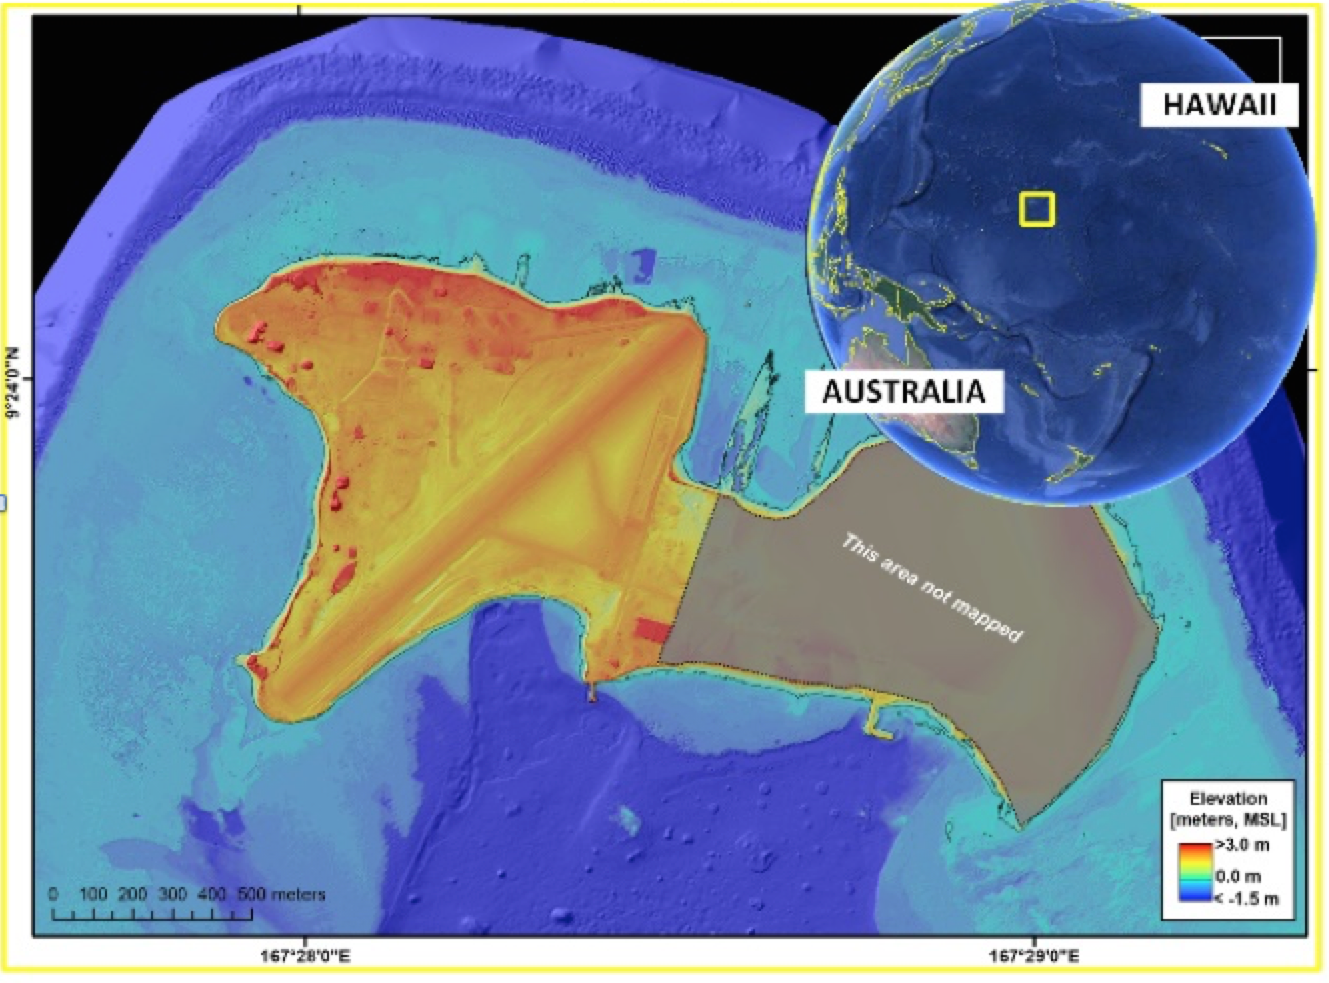 HAWAII
AUSTRALIA
9°24'0"N
This area not mapped
Elevation
[meters, MSL]
>3.0 m
0.0 m
< -1.5 m
0 100 200 300 400 500 meters
167°28'0"E
167°29'0"E